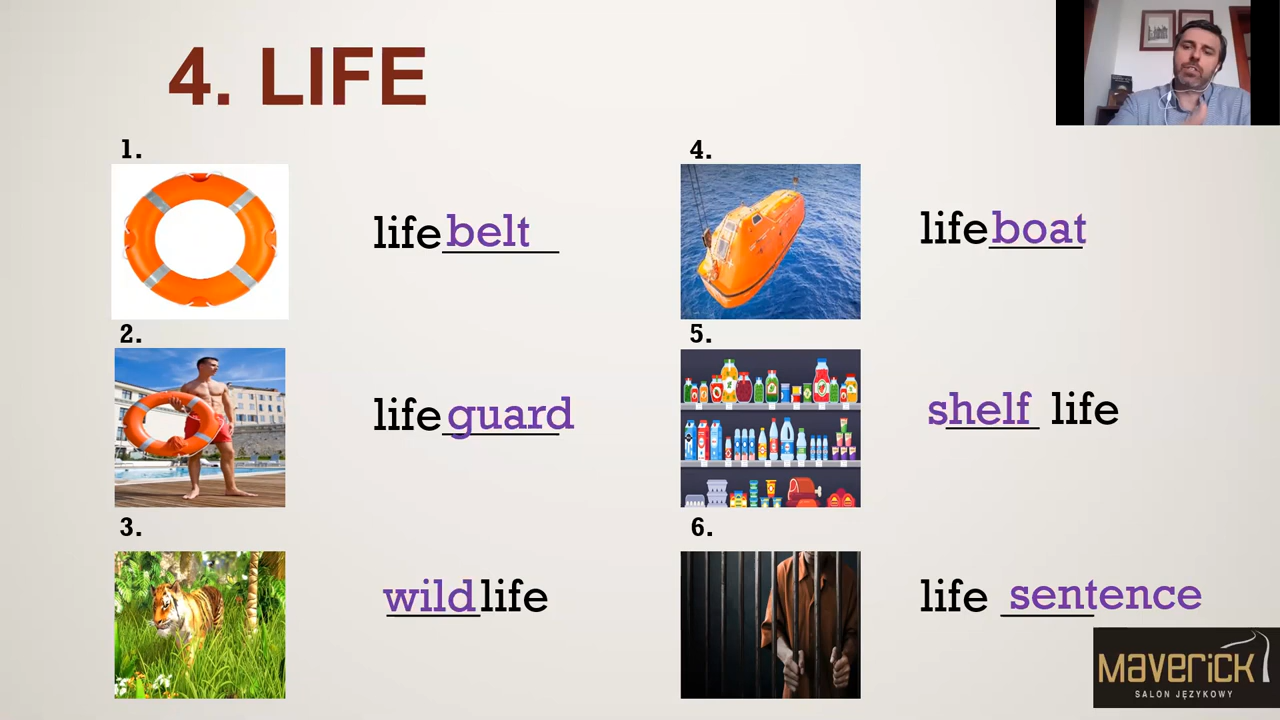 4. LIFE
1.
lifebelt
2.
lifeguard
3.
wildlife
4.
lifeboat
5.
shelf life
6.
life sentence
MAVERICK
SALON JĘZYKOWY